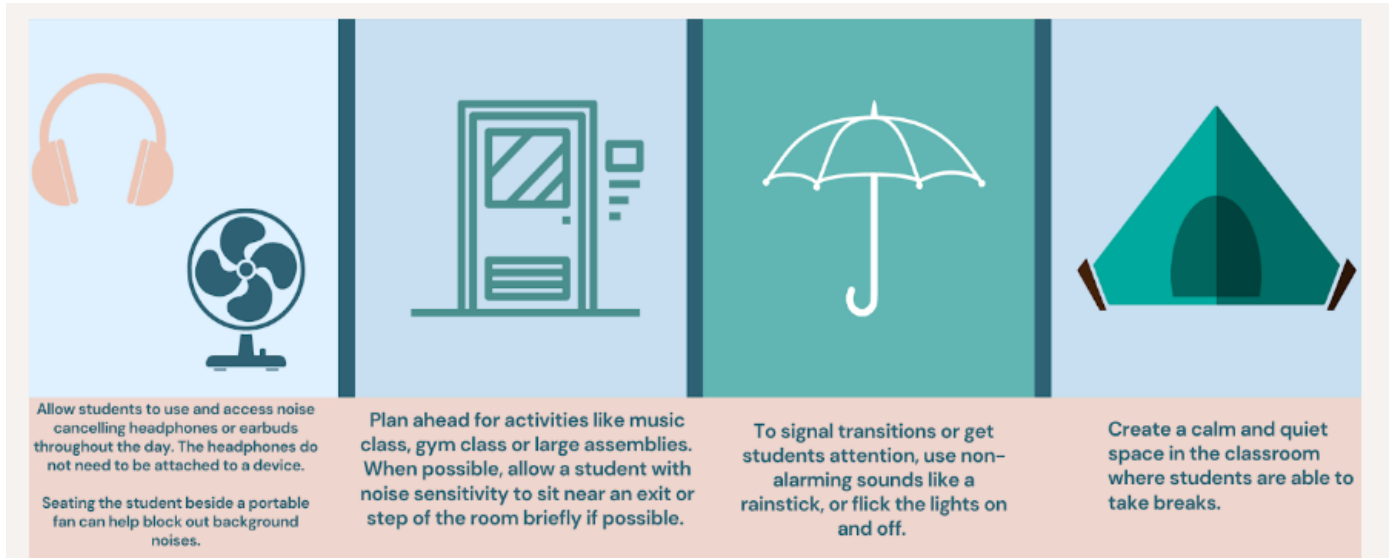 Allow students to use and access noise
cancelling headphones or earbuds
throughout the day. The headphones do
not need to be attached to a device.
Seating the student beside a portable
fan can help block out background
noises.
Plan ahead for activities like music
class, gym class or large assemblies.
When possible, allow a student with
noise sensitivity to sit near an exit or
step of the room briefly if possible.
To signal transitions or get
students attention, use non-
alarming sounds like a
rainstick, or flick the lights on
and off.
Create a calm and quiet
space in the classroom
where students are able to
take breaks.